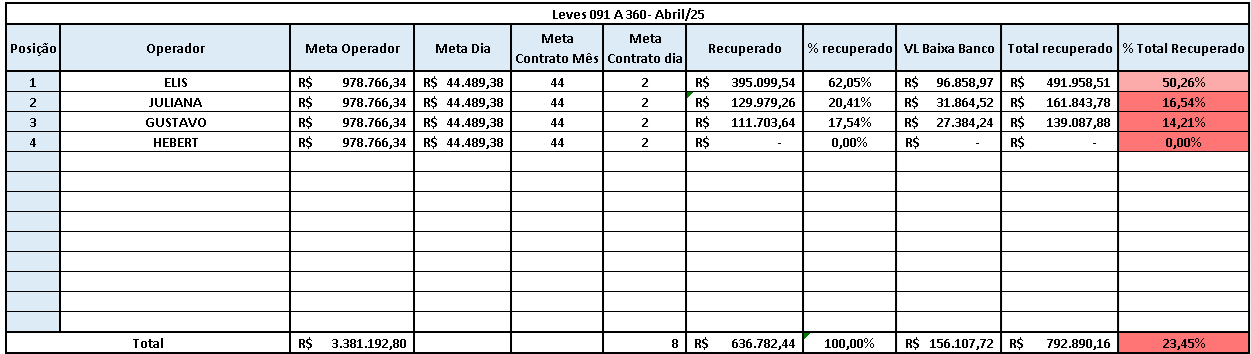 Leves 091 A 360- Abril/25
Posição Operador Meta Operador Meta Dia Meta Contrato Mês Meta Contrato dia Recuperado % recuperado VL Baixa Banco Total recuperado % Total Recuperado
1 ELIS R$ 978.766,34 R$ 44.489,38 44 2 R$ 395.099,54 62,05% R$ 96.858,97 R$ 491.958,51 50,26%
2 JULIANA R$ 978.766,34 R$ 44.489,38 44 2 R$ 129.979,26 20,41% R$ 31.864,52 R$ 161.843,78 16,54%
3 GUSTAVO R$ 978.766,34 R$ 44.489,38 44 2 R$ 111.703,64 17,54% R$ 27.384,24 R$ 139.087,88 14,21%
4 HEBERT R$ 978.766,34 R$ 44.489,38 44 2 R$ - 0,00% R$ - R$ - 0,00%
Total R$ 3.381.192,80 8 R$ 636.782,44 100,00% R$ 156.107,72 R$ 792.890,16 23,45%